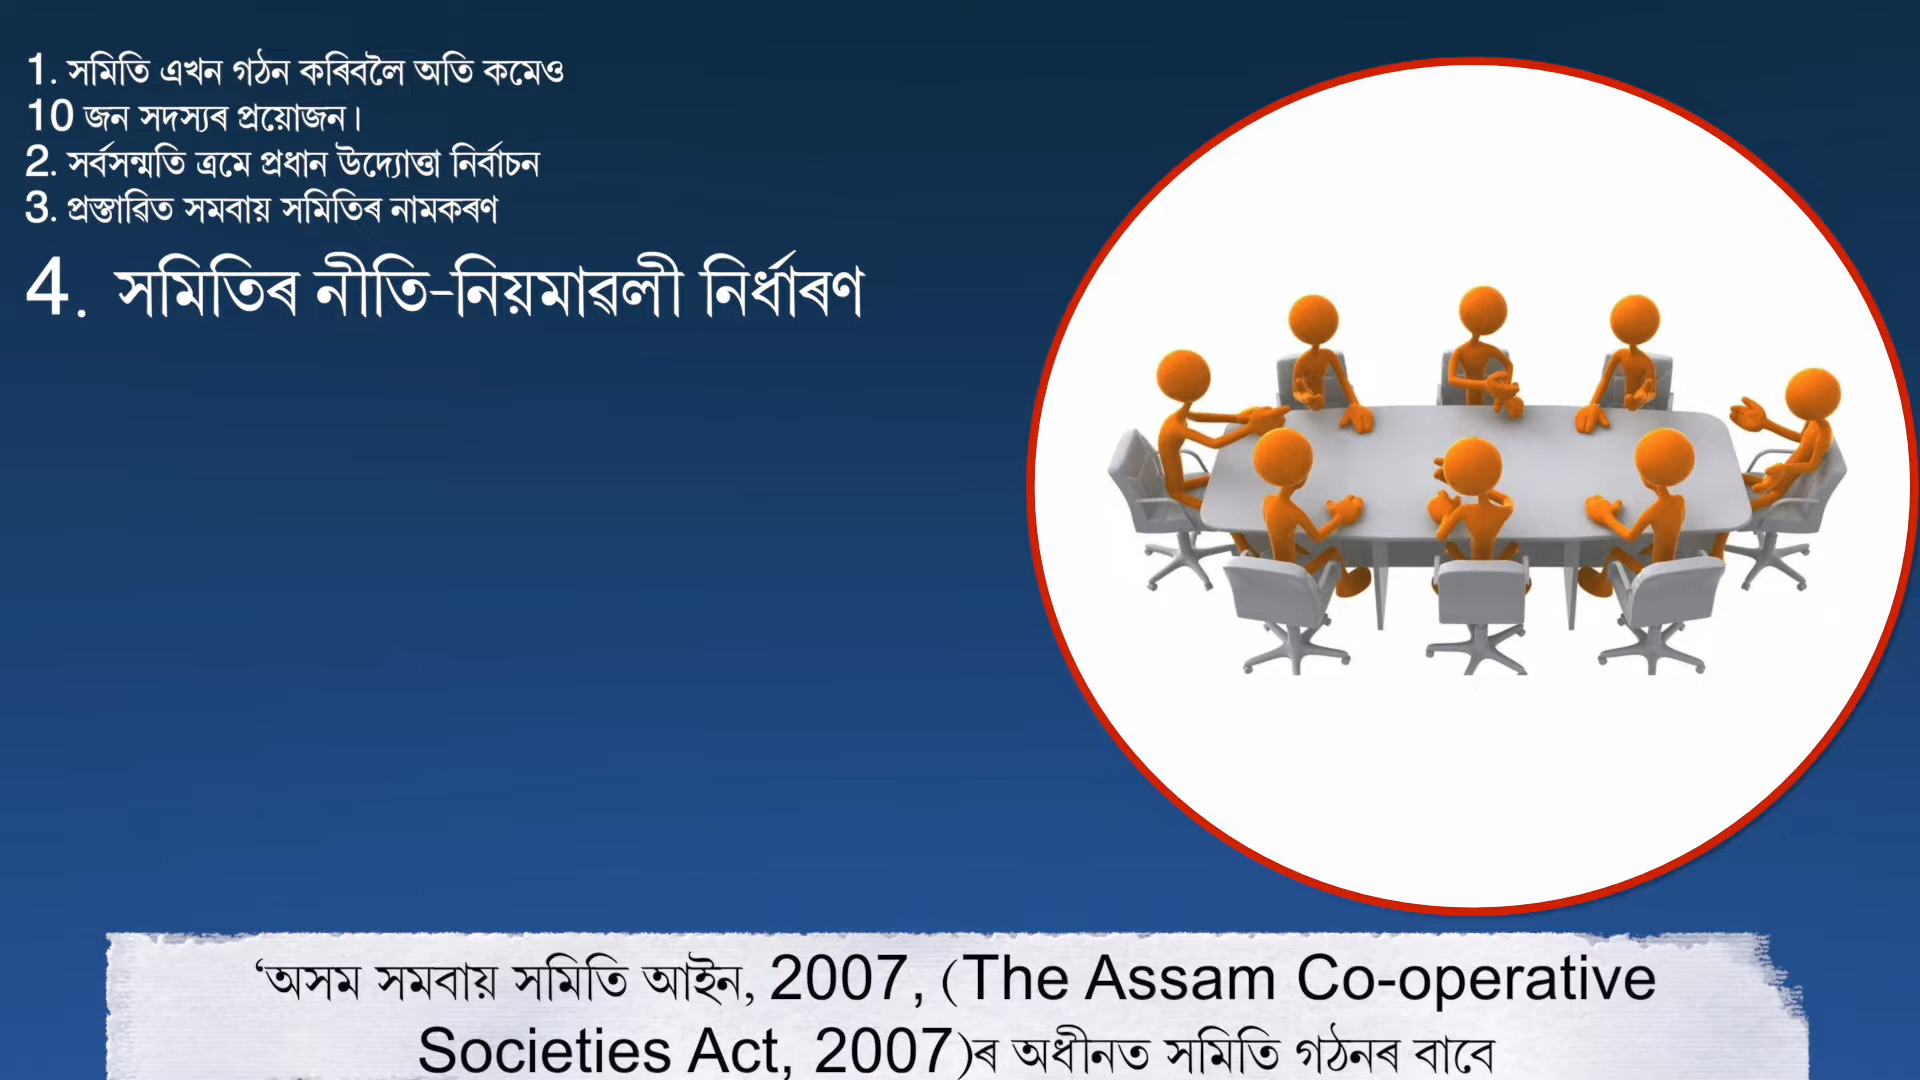 1. সমিতি এখন গঠন কৰিবলৈ অতি কমেও
10 জন সদস্যৰ প্ৰয়োজন।
2. সৰ্বসন্মতি ত্ৰমে প্ৰধান উদ্যোত্তা নিৰ্বাচন
3. প্ৰস্তাৱিত সমবায় সমিতিৰ নামকৰণ
4. সমিতিৰ নীতি-নিয়মাৱলী নিৰ্ধাৰণ
‘অসম সমবায় সমিতি আইন, 2007, (The Assam Co-operative
Societies Act, 2007)ৰ অধীনত সমিতি গঠনৰ বাবে